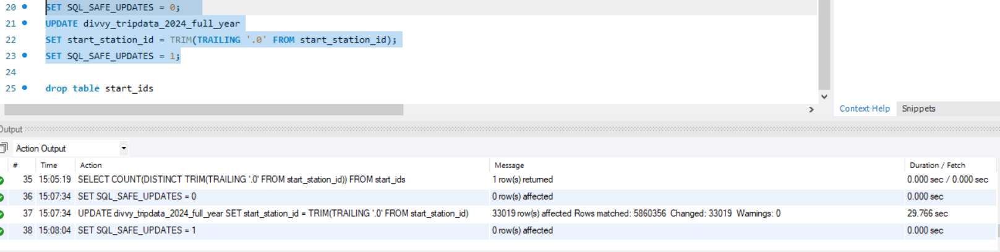 20 SET SQL_SAFE_UPDATES = 0;
21 UPDATE divvy_tripdata_2024_full_year
22 SET start_station_id = TRIM(TRAILING '.0' FROM start_station_id);
23 SET SQL_SAFE_UPDATES = 1;
24
25 drop table start_ids
Context Help Snippets
Output
Action Output
# Time Action Message Duration / Fetch
35 15:05:19 SELECT COUNT(DISTINCT TRIM(TRAILING '.0' FROM start_station_id)) FROM start_ids 1 row(s) returned 0.000 sec / 0.000 sec
36 15:07:34 SET SQL_SAFE_UPDATES = 0 0 row(s) affected 0.000 sec
37 15:07:34 UPDATE divvy_tripdata_2024_full_year SET start_station_id = TRIM(TRAILING '.0' FROM start_station_id) 33019 row(s) affected Rows matched: 5860356 Changed: 33019 Warnings: 0 29.766 sec
38 15:08:04 SET SQL_SAFE_UPDATES = 1 0 row(s) affected 0.000 sec